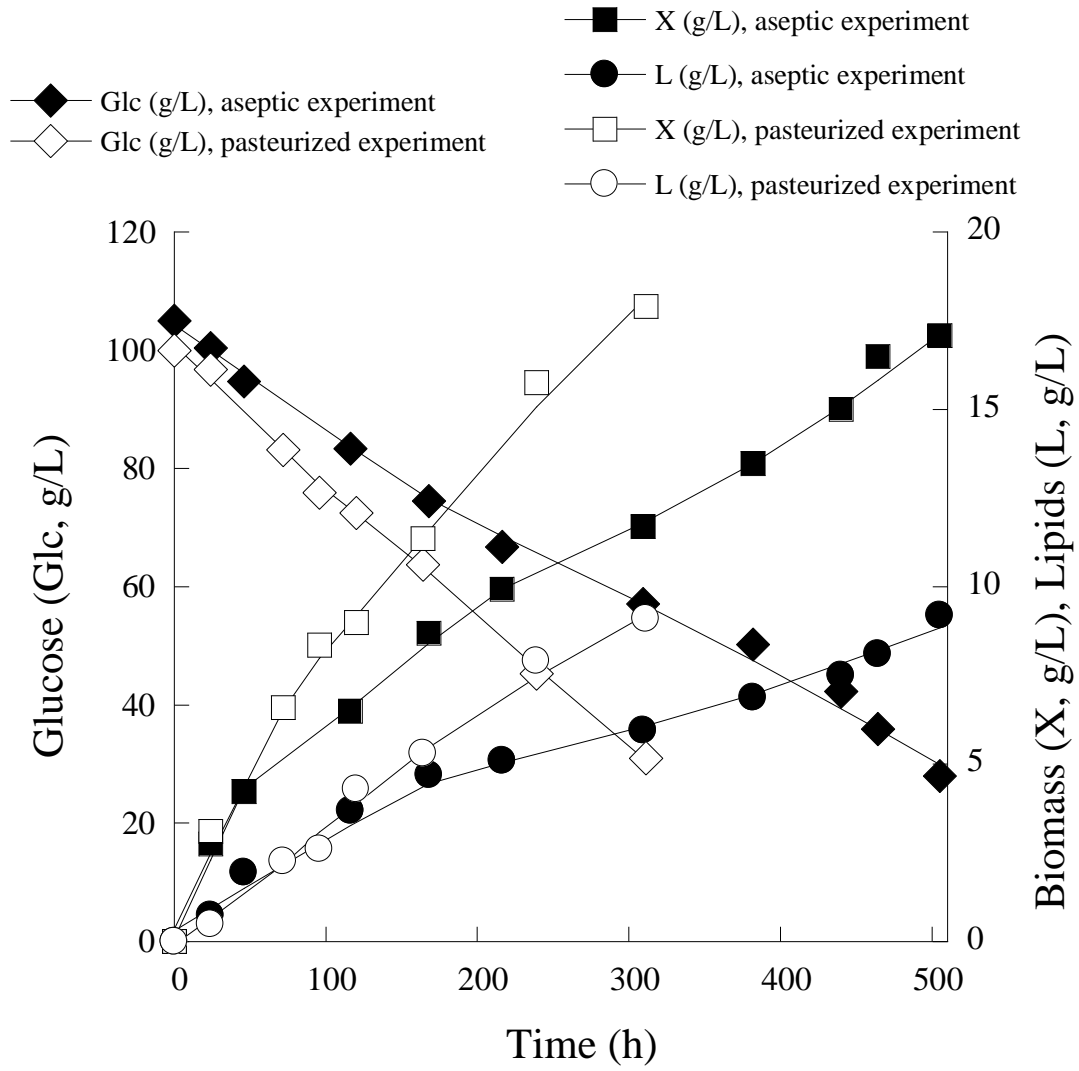 X (g/L), aseptic experiment
L (g/L), aseptic experiment
Glc (g/L), aseptic experiment
X (g/L), pasteurized experiment
Glc (g/L), pasteurized experiment
L (g/L), pasteurized experiment
120
100
80
60
40
20
0
Glucose (Glc, g/L)
20
15
10
5
0
Biomass (X, g/L), Lipids (L, g/L)
0 100 200 300 400 500
Time (h)